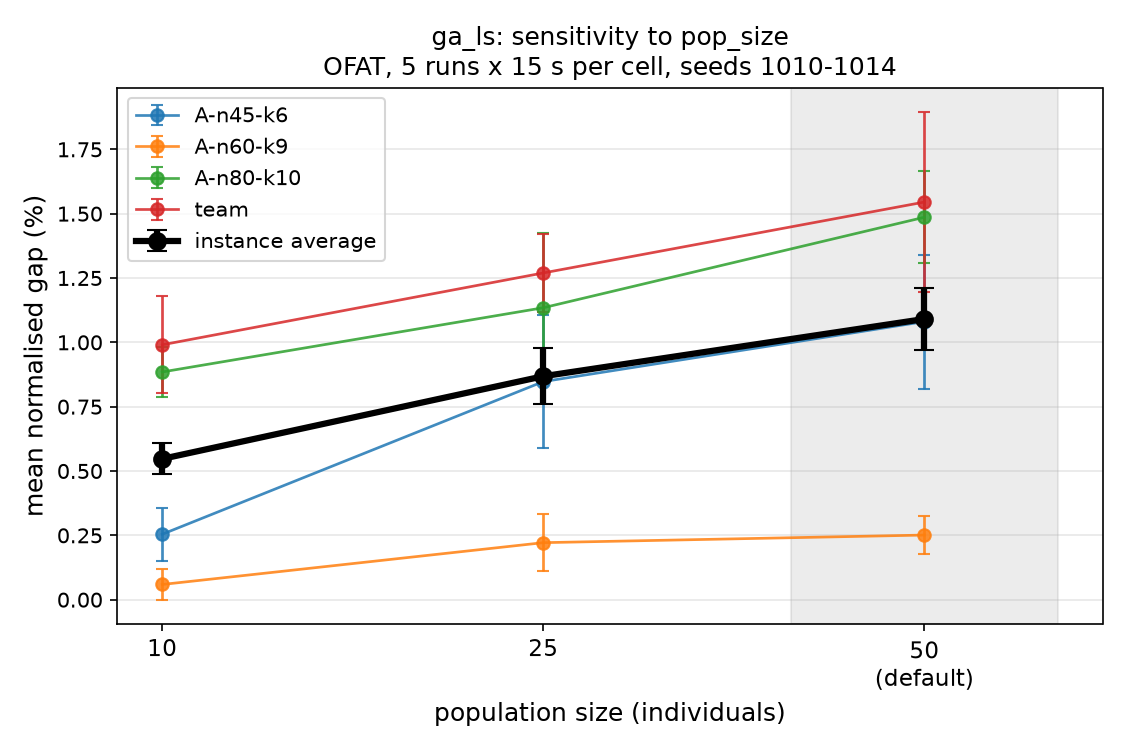 ga_ls: sensitivity to pop_size
OFAT, 5 runs x 15 s per cell, seeds 1010-1014
A-n45-k6
A-n60-k9
A-n80-k10
team
instance average
mean normalised gap (%)
1.75
1.50
1.25
1.00
0.75
0.50
0.25
0.00
10
25
50
(default)
population size (individuals)